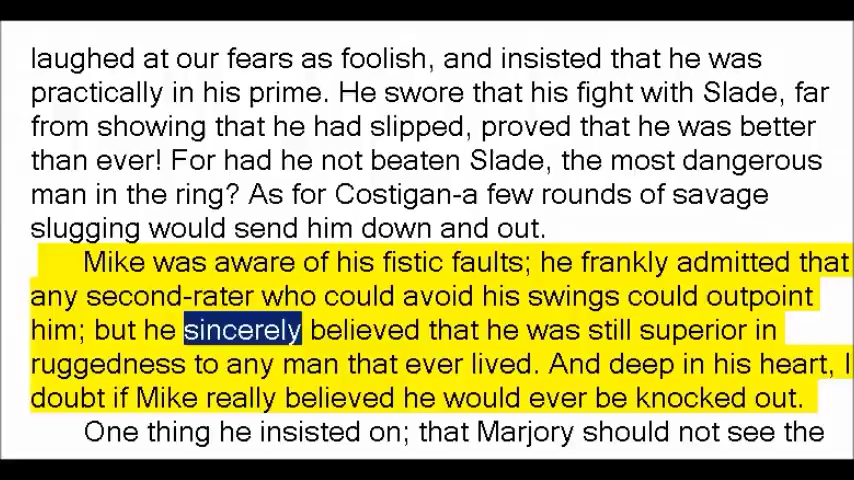 laughed at our fears as foolish, and insisted that he was
practically in his prime. He swore that his fight with Slade, far
from showing that he had slipped, proved that he was better
than ever! For had he not beaten Slade, the most dangerous
man in the ring? As for Costigan-a few rounds of savage
slugging would send him down and out.
Mike was aware of his fistic faults; he frankly admitted that
any second-rater who could avoid his swings could outpoint
him; but he sincerely believed that he was still superior in
ruggedness to any man that ever lived. And deep in his heart, I
doubt if Mike really believed he would ever be knocked out.
One thing he insisted on; that Marjory should not see the